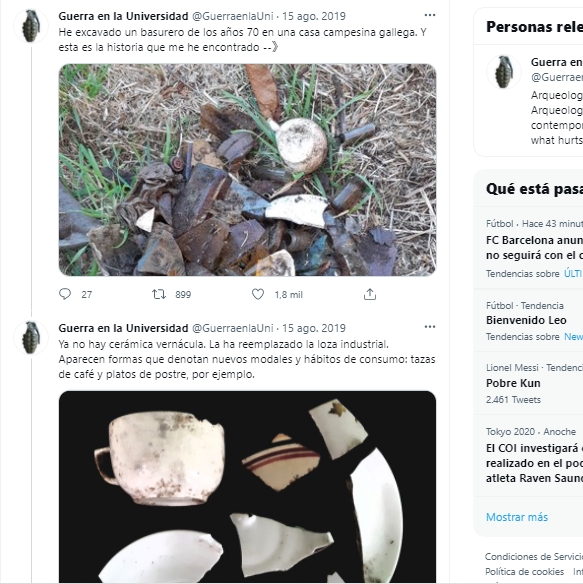 Guerra en la Universidad @GuerraenlaUni · 15 ago. 2019
He excavado un basurero de los años 70 en una casa campesina gallega. Y
esta es la historia que me he encontrado --》
27 899 1,8 mil
Guerra en la Universidad @GuerraenlaUni · 15 ago. 2019
Ya no hay cerámica vernácula. La ha reemplazado la loza industrial.
Aparecen formas que denotan nuevos modales y hábitos de consumo: tazas
de café y platos de postre, por ejemplo.
Personas rele
Guerra en
@Guerraen
Arqueolog
Arqueolog
contempor
what hurts
Qué está pasa
Fútbol · Hace 43 minut
FC Barcelona anun
no seguirá con el c
Tendencias sobre ÚLTI
Fútbol · Tendencia
Bienvenido Leo
Tendencias sobre New
Lionel Messi · Tendenc
Pobre Kun
2.461 Tweets
Tokyo 2020 · Anoche
El COI investigará
realizado en el pod
atleta Raven Saund
Mostrar más
Condiciones de Servici
Política de cookies Inf